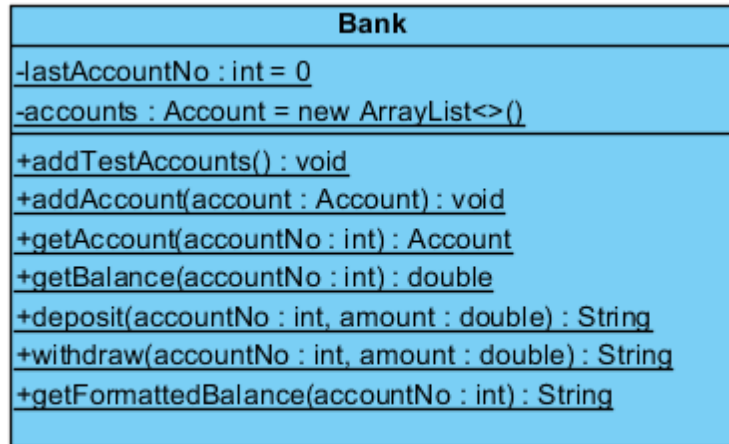 Bank
-lastAccountNo : int = 0
-accounts : Account = new ArrayList<>()
+addTestAccounts() : void
+addAccount(account : Account) : void
+getAccount(accountNo : int) : Account
+getBalance(accountNo : int) : double
+deposit(accountNo : int, amount : double) : String
+withdraw(accountNo : int, amount : double) : String
+getFormattedBalance(accountNo : int) : String